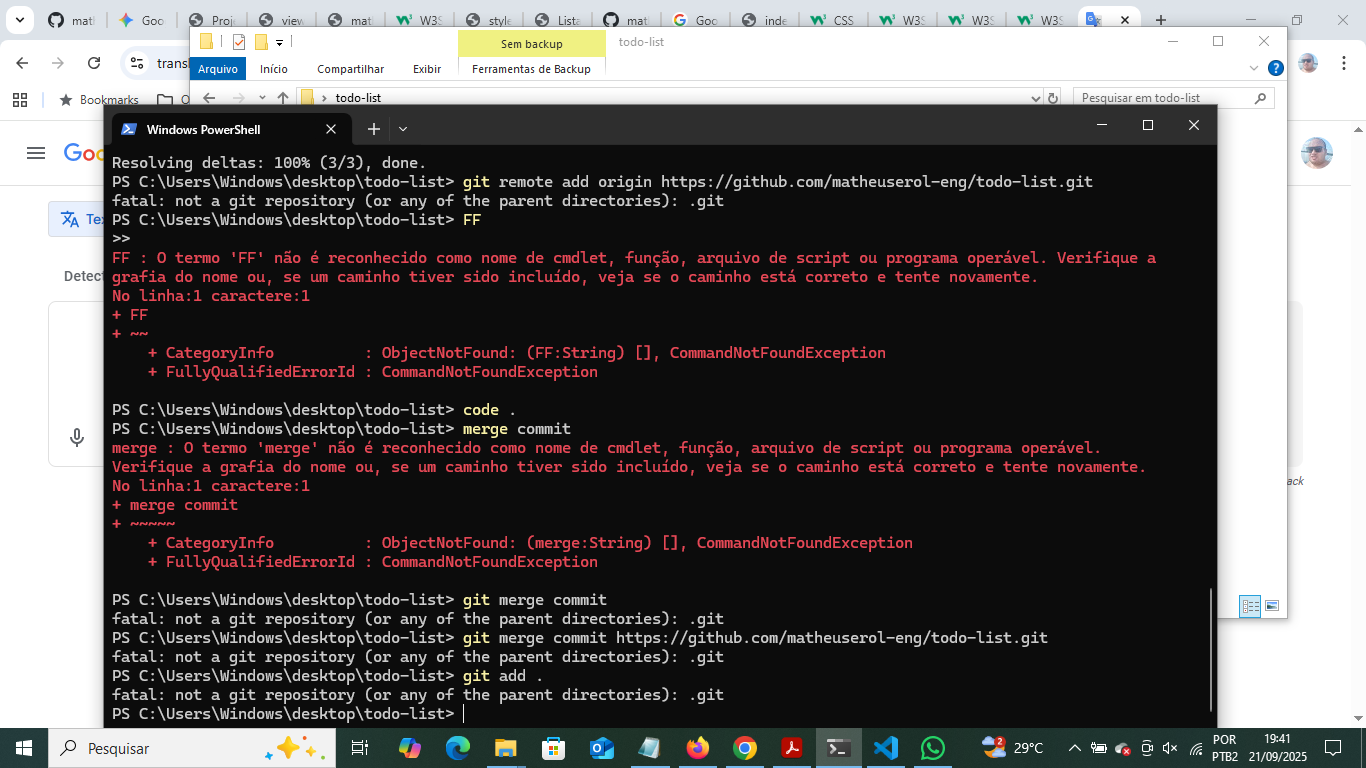 matl
Goo
Proje
view
matl
W3S
style
Lista
matl
Goo
inde
CSS
W3S
W3S
W3S
transl
Bookmarks
Sem backup
todo-list
Arquivo
Início
Compartilhar
Exibir
Ferramentas de Backup
todo-list
Pesquisar em todo-list
Goo
Tex
Detect
ack
Windows PowerShell
Resolving deltas: 100% (3/3), done.
PS C:\Users\Windows\desktop\todo-list> git remote add origin https://github.com/matheuserol-eng/todo-list.git
fatal: not a git repository (or any of the parent directories): .git
PS C:\Users\Windows\desktop\todo-list> FF
>>
FF : O termo 'FF' não é reconhecido como nome de cmdlet, função, arquivo de script ou programa operável. Verifique a
grafia do nome ou, se um caminho tiver sido incluído, veja se o caminho está correto e tente novamente.
No linha:1 caractere:1
+ FF
+ ~~
    + CategoryInfo          : ObjectNotFound: (FF:String) [], CommandNotFoundException
    + FullyQualifiedErrorId : CommandNotFoundException
PS C:\Users\Windows\desktop\todo-list> code .
PS C:\Users\Windows\desktop\todo-list> merge commit
merge : O termo 'merge' não é reconhecido como nome de cmdlet, função, arquivo de script ou programa operável.
Verifique a grafia do nome ou, se um caminho tiver sido incluído, veja se o caminho está correto e tente novamente.
No linha:1 caractere:1
+ merge commit
+ ~~~~~
    + CategoryInfo          : ObjectNotFound: (merge:String) [], CommandNotFoundException
    + FullyQualifiedErrorId : CommandNotFoundException
PS C:\Users\Windows\desktop\todo-list> git merge commit
fatal: not a git repository (or any of the parent directories): .git
PS C:\Users\Windows\desktop\todo-list> git merge commit https://github.com/matheuserol-eng/todo-list.git
fatal: not a git repository (or any of the parent directories): .git
PS C:\Users\Windows\desktop\todo-list> git add .
fatal: not a git repository (or any of the parent directories): .git
PS C:\Users\Windows\desktop\todo-list>
Pesquisar
2
29°C
POR
PTB2
19:41
21/09/2025